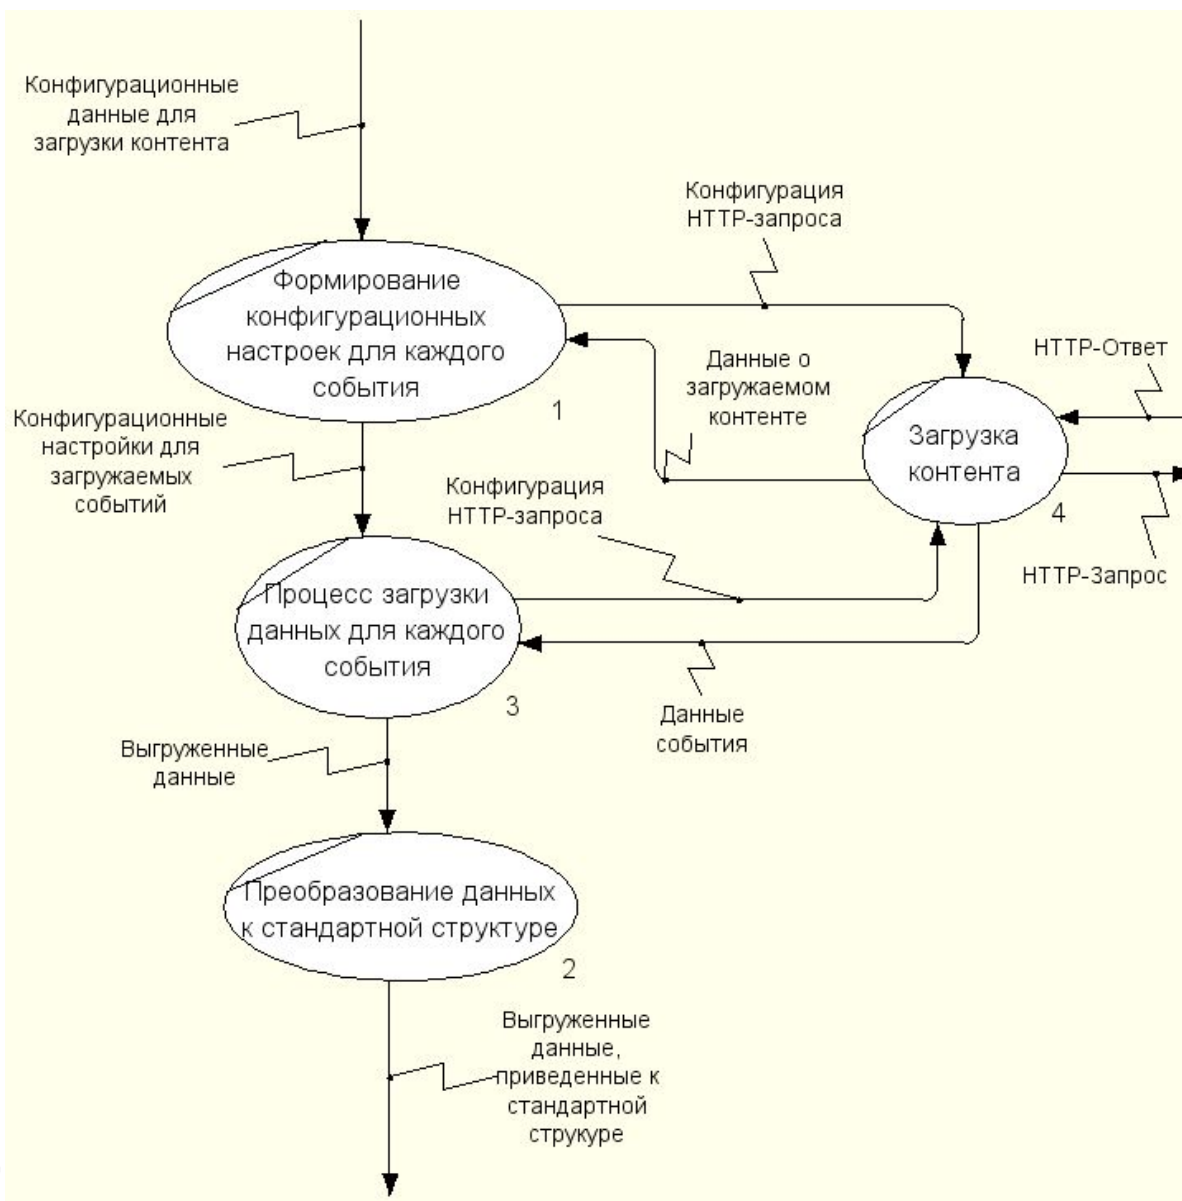 Конфигурационные
данные для
загрузки контента
Конфигурация
HTTP-запроса
Формирование
конфигурационных
настроек для каждого
события
1
Данные о
загружаемом
контенте
HTTP-Ответ
Загрузка
контента
4
HTTP-Запрос
Конфигурационные
настройки для
загружаемых
событий
Конфигурация
HTTP-запроса
Процесс загрузки
данных для каждого
события
3
Данные
события
Выгруженные
данные
Преобразование данных
к стандартной структуре
2
Выгруженные
данные,
приведенные к
стандартной
струкуре